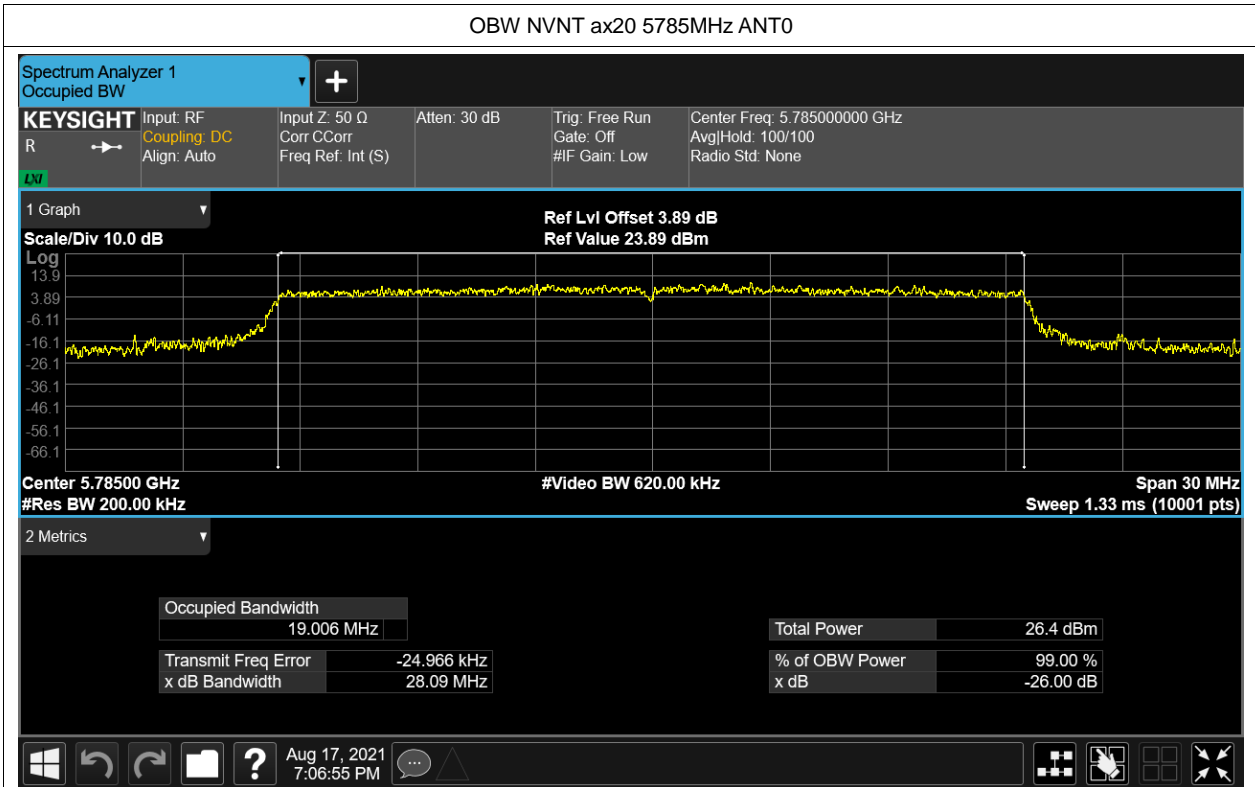 OBW NVNT ax20 5785MHz ANT0
Spectrum Analyzer 1
Occupied BW
KEYSIGHT
R
LXI
Input: RF
Coupling: DC
Align: Auto
Input Z: 50 Ω
Corr CCorr
Freq Ref: Int (S)
Atten: 30 dB
Trig: Free Run
Gate: Off
#IF Gain: Low
Center Freq: 5.785000000 GHz
Avg|Hold: 100/100
Radio Std: None
1 Graph
Scale/Div 10.0 dB
Ref Lvl Offset 3.89 dB
Ref Value 23.89 dBm
Log
13.9
3.89
-6.11
-16.1
-26.1
-36.1
-46.1
-56.1
-66.1
Center 5.78500 GHz
#Res BW 200.00 kHz
#Video BW 620.00 kHz
Span 30 MHz
Sweep 1.33 ms (10001 pts)
2 Metrics
Occupied Bandwidth
19.006 MHz
Transmit Freq Error -24.966 kHz
x dB Bandwidth 28.09 MHz
Total Power 26.4 dBm
% of OBW Power 99.00 %
x dB -26.00 dB
Aug 17, 2021
7:06:55 PM